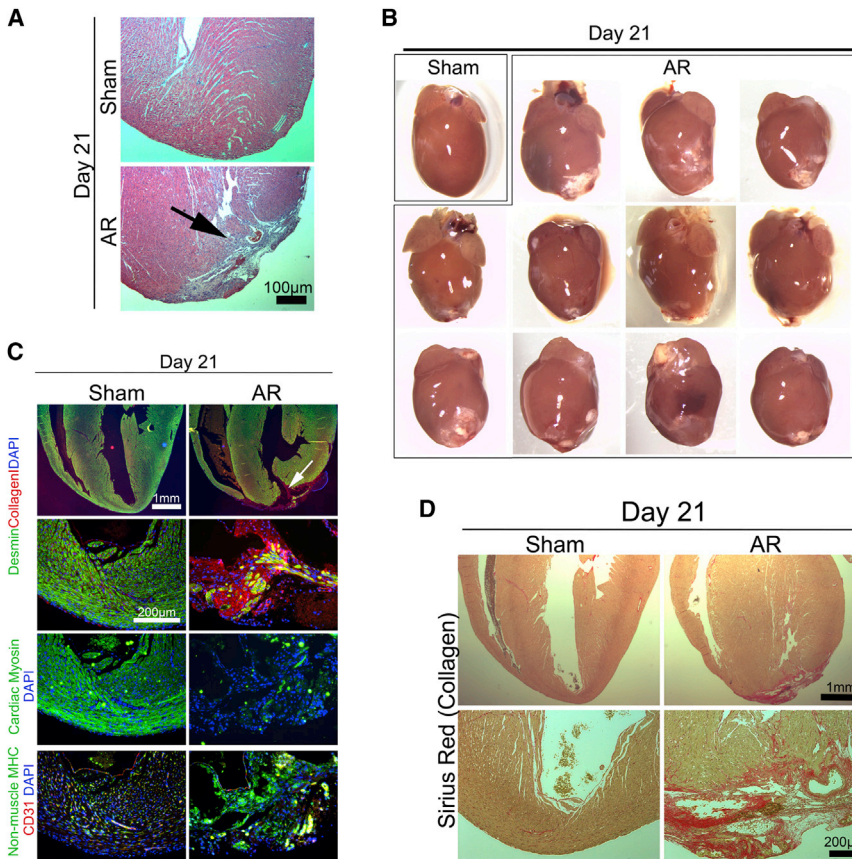 A
Day 21
Sham
AR
100µm
B
Day 21
Sham
AR
C
Day 21
Sham
AR
Desmin CollagenI DAPI
1mm
200µm
Cardiac Myosin
DAPI
Non-muscle MHC
CD31 DAPI
D
Day 21
Sham
AR
Sirius Red (Collagen)
1mm
200µ